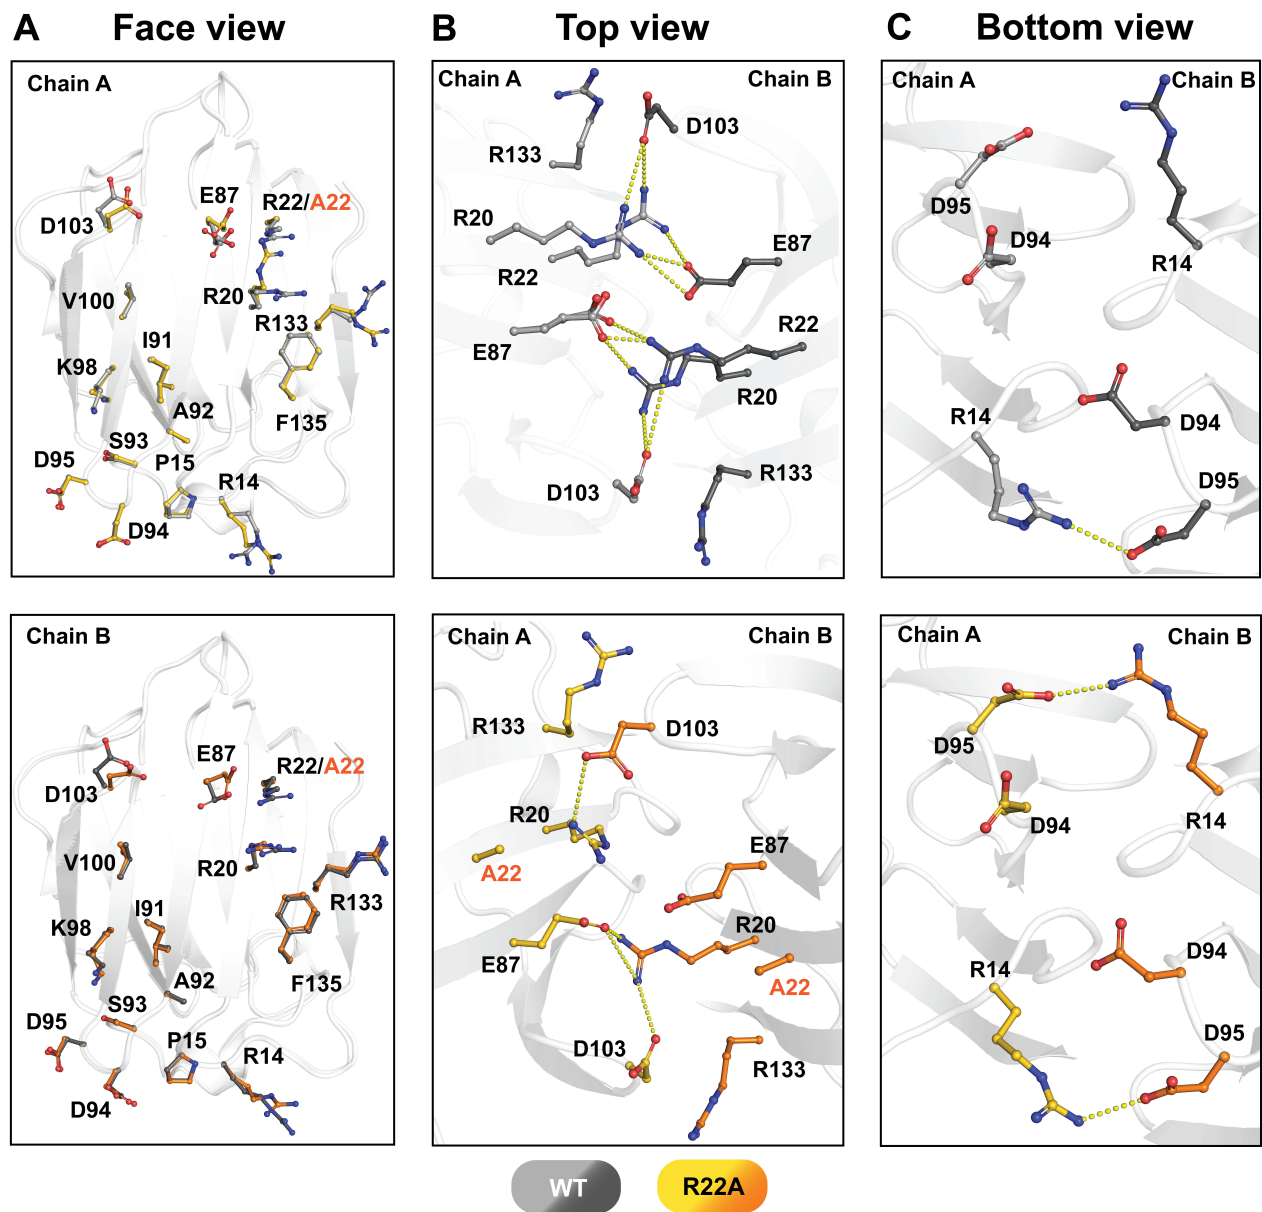 A Face view
B Top view
C Bottom view
Chain A
D103
E87
R22/A22
V100
R20
R133
I91
K98
A92
F135
S93
D95
P15
R14
D94
Chain A Chain B
D103
R133
R20
E87
R22
R22
E87
R20
D103
R133
Chain A Chain B
D95
D94
R14
R14
D94
D95
Chain B
D103
E87
R22/A22
V100
R20
R133
I91
K98
A92
F135
S93
D95
P15
R14
D94
Chain A Chain B
R133
D103
R20
E87
A22
R20
E87
A22
D103
R133
Chain A Chain B
D95
D94
R14
R14
D94
D95
WT R22A